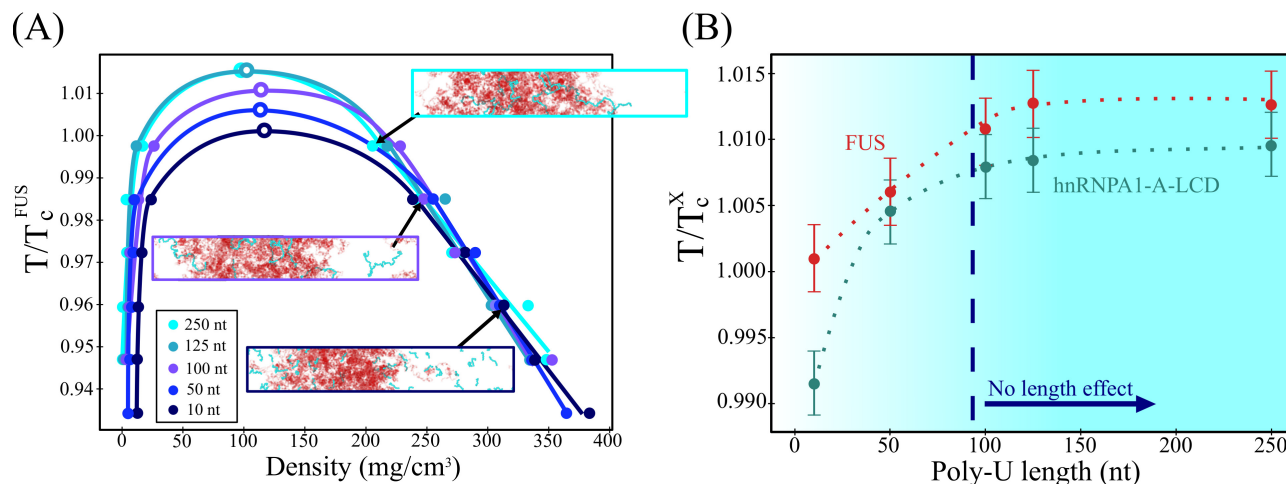 (A)
T/T_c^FUS
1.01
1.00
0.99
0.98
0.97
0.96
0.95
0.94
250 nt
125 nt
100 nt
50 nt
10 nt
0 50 100 150 200 250 300 350 400
Density (mg/cm³)
(B)
T/T_c^X
1.015
1.010
1.005
1.000
0.995
0.990
FUS
hnRNPA1-A-LCD
No length effect
0 50 100 150 200 250
Poly-U length (nt)